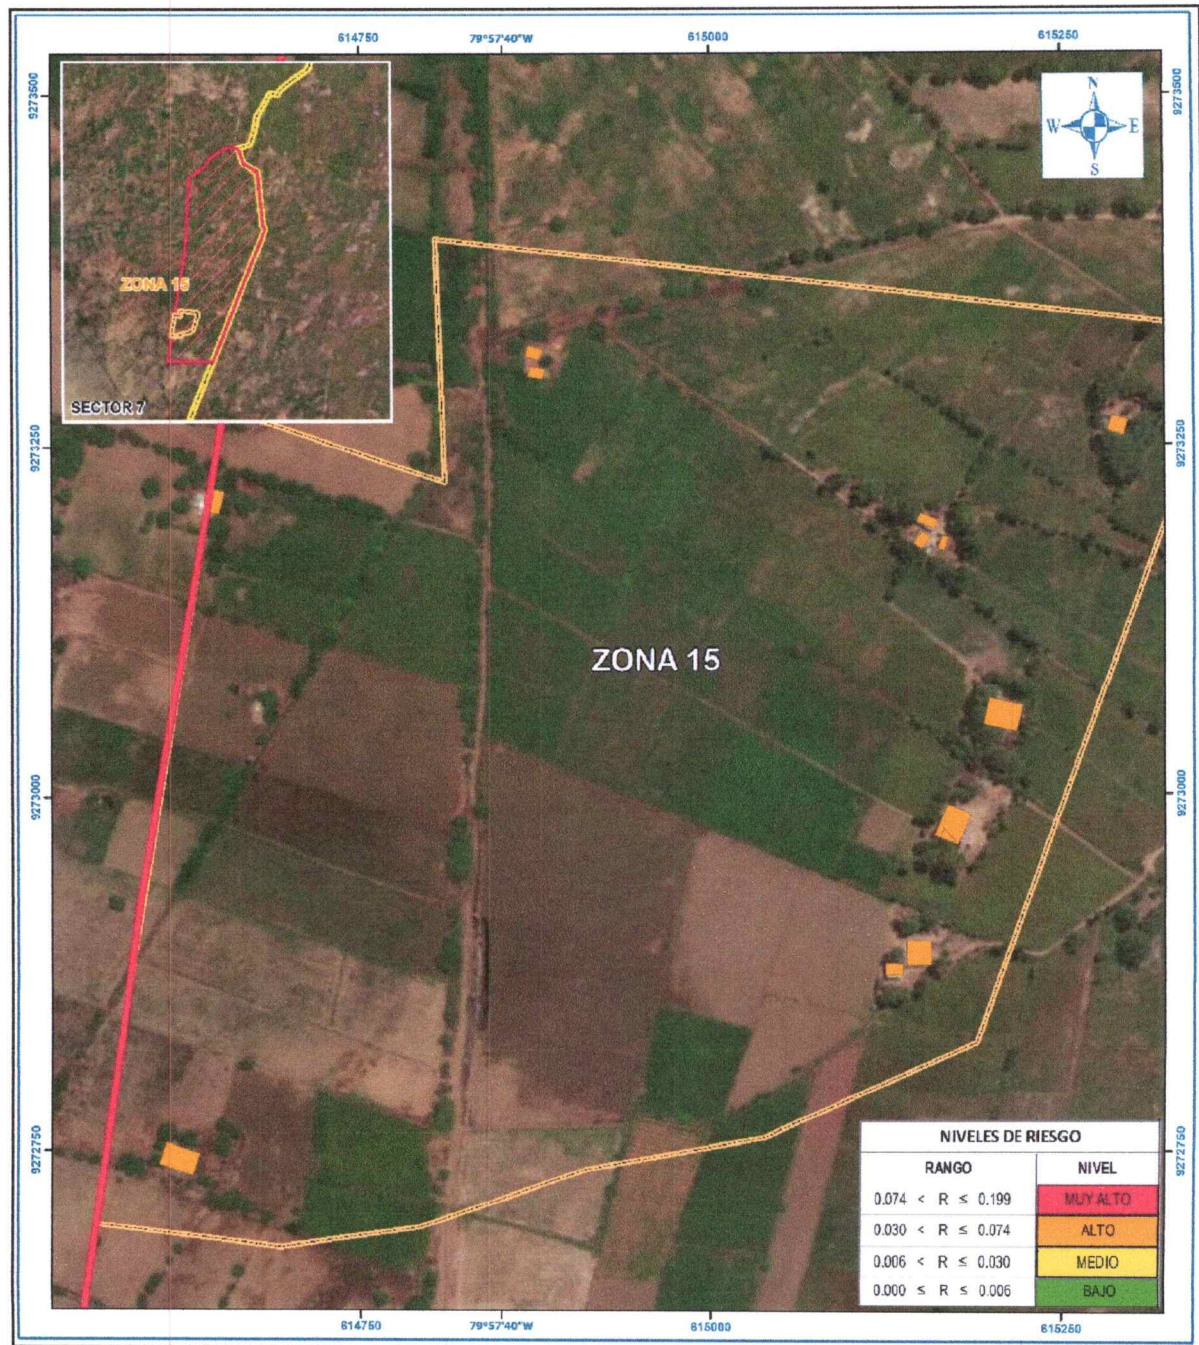 614750 79°57'40"W 615000 615250
9273500
9273500
N
W E
S
ZONA 15
SECTOR 7
9273250
9273250
ZONA 15
9273000
9273000
9272750
9272750
NIVELES DE RIESGO
RANGO NIVEL
0.074 < R ≤ 0.199 MUY ALTO
0.030 < R ≤ 0.074 ALTO
0.006 < R ≤ 0.030 MEDIO
0.000 ≤ R ≤ 0.006 BAJO
614750 79°57'40"W 615000 615250